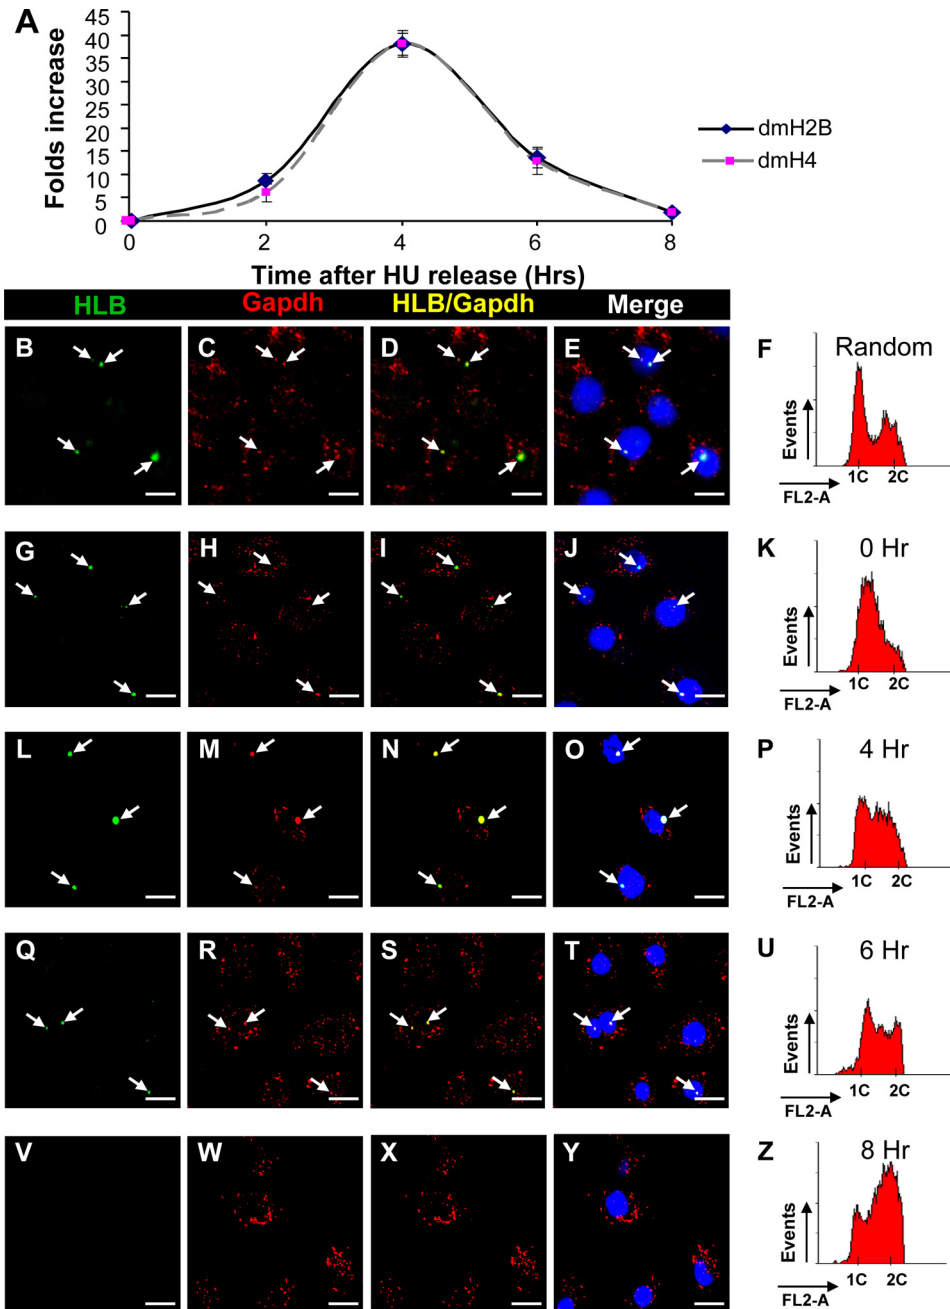 A
45
40
35
30
25
20
15
10
5
0
Folds increase
0 2 4 6 8
Time after HU release (Hrs)
dmH2B
dmH4
HLB Gapdh HLB/Gapdh Merge
B C D E F Random
Events
1C 2C
FL2-A
G H I J K 0 Hr
Events
1C 2C
FL2-A
L M N O P 4 Hr
Events
1C 2C
FL2-A
Q R S T U 6 Hr
Events
1C 2C
FL2-A
V W X Y Z 8 Hr
Events
1C 2C
FL2-A